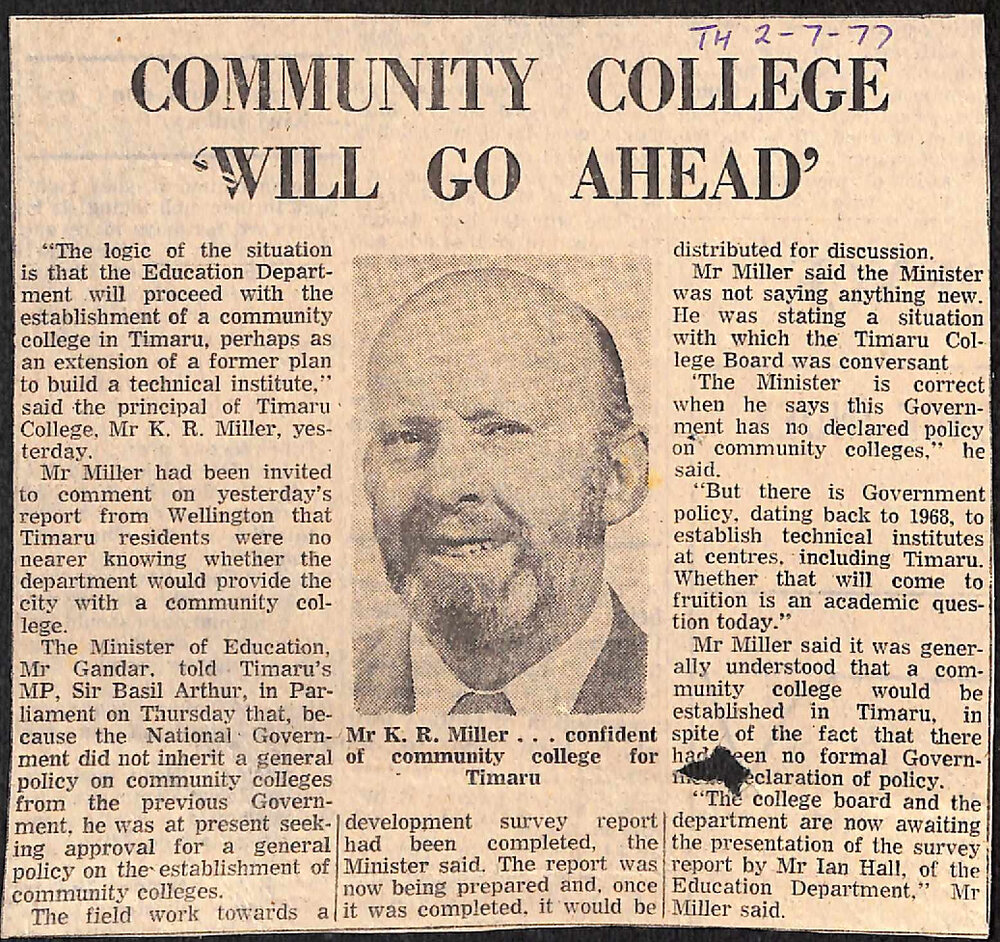 TH 2-7-77
COMMUNITY COLLEGE
‘WILL GO AHEAD’
“The logic of the situation
is that the Education Depart-
ment will proceed with the
establishment of a community
college in Timaru, perhaps as
an extension of a former plan
to build a technical institute,”
said the principal of Timaru
College, Mr K. R. Miller, yes-
terday.
Mr Miller had been invited
to comment on yesterday’s
report from Wellington that
Timaru residents were no
nearer knowing whether the
department would provide the
city with a community col-
lege.
The Minister of Education,
Mr Gandar, told Timaru’s
MP, Sir Basil Arthur, in Par-
liament on Thursday that, be-
cause the National Govern-
ment did not inherit a general
policy on community colleges
from the previous Govern-
ment, he was at present seek-
ing approval for a general
policy on the establishment of
community colleges.
The field work towards a
Mr K. R. Miller . . . confident
of community college for
Timaru
development survey report
had been completed, the
Minister said. The report was
now being prepared and, once
it was completed, it would be
distributed for discussion.
Mr Miller said the Minister
was not saying anything new.
He was stating a situation
with which the Timaru Col-
lege Board was conversant
‘The Minister is correct
when he says this Govern-
ment has no declared policy
on community colleges,” he
said.
“But there is Government
policy, dating back to 1968, to
establish technical institutes
at centres, including Timaru.
Whether that will come to
fruition is an academic ques-
tion today.”
Mr Miller said it was gener-
ally understood that a com-
munity college would be
established in Timaru, in
spite of the fact that there
had een no formal Govern-
eclaration of policy.
“The college board and the
department are now awaiting
the presentation of the survey
report by Mr Ian Hall, of the
Education Department,” Mr
Miller said.